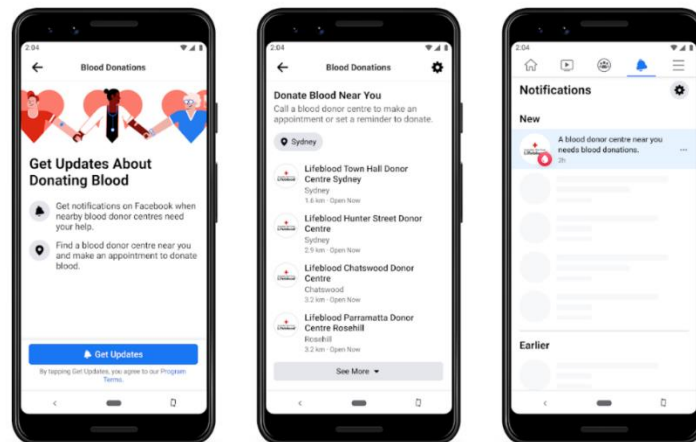 2:04
Blood Donations
Get Updates About
Donating Blood
Get notifications on Facebook when
nearby blood donor centres need
your help.
Find a blood donor centre near you
and make an appointment to donate
blood.
Get Updates
By tapping Get Updates, you agree to our Program
Terms.
2:04
Blood Donations
Donate Blood Near You
Call a blood donor centre to make an
appointment or set a reminder to donate.
Sydney
Lifeblood Town Hall Donor
Centre Sydney
Sydney
1.6 km · Open Now
Lifeblood Hunter Street Donor
Centre
Sydney
2.9 km · Open Now
Lifeblood Chatswood Donor
Centre
Chatswood
3.2 km · Open Now
Lifeblood Parramatta Donor
Centre Rosehill
Rosehill
3.2 km · Open Now
See More
2:04
Notifications
New
A blood donor centre near you
needs blood donations.
2h
Earlier